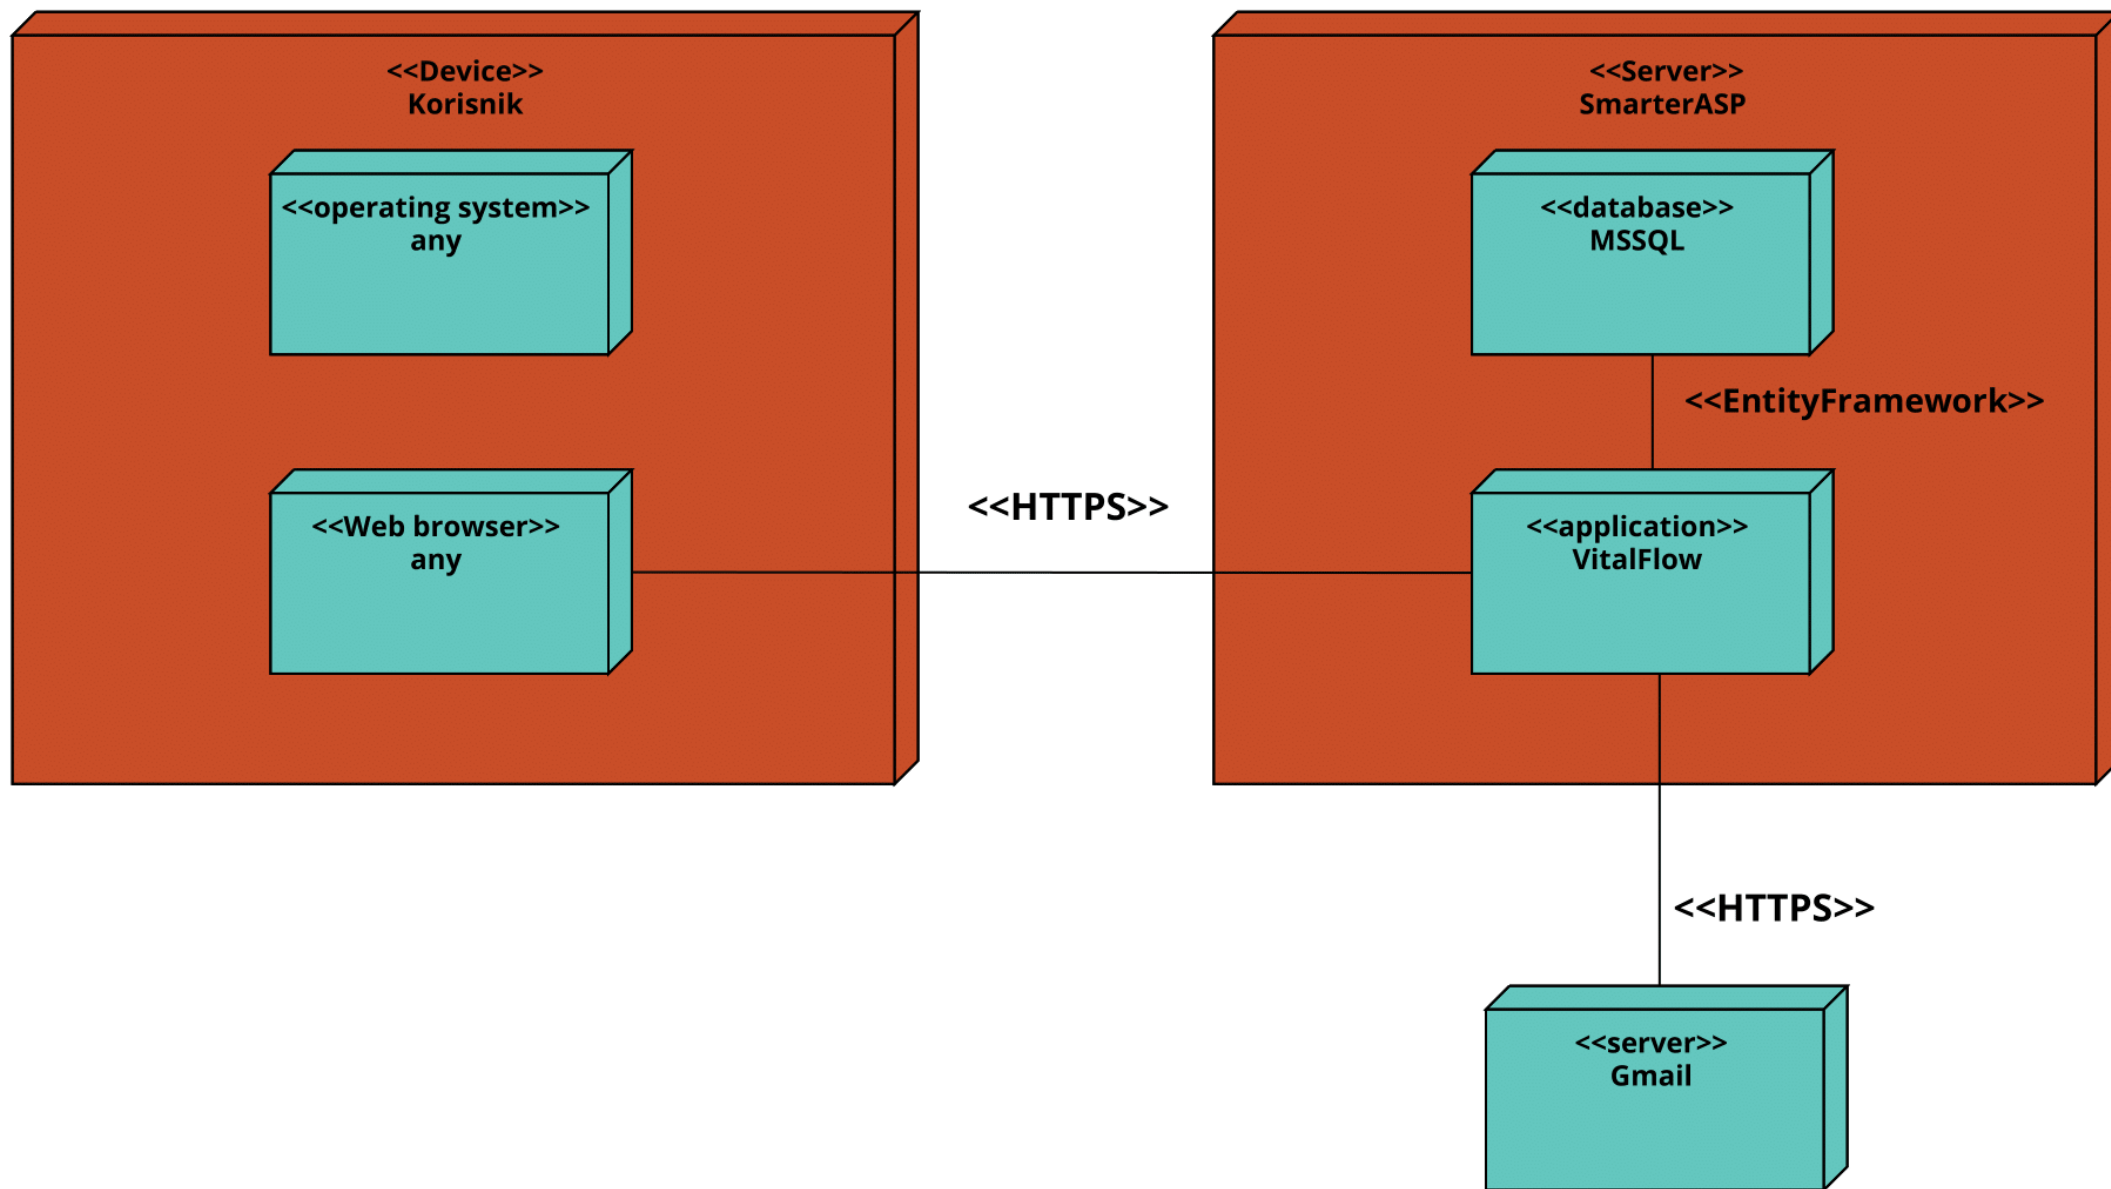 <<Device>>
Korisnik
<<operating system>>
any
<<Web browser>>
any
<<HTTPS>>
<<Server>>
SmarterASP
<<database>>
MSSQL
<<EntityFramework>>
<<application>>
VitalFlow
<<HTTPS>>
<<server>>
Gmail